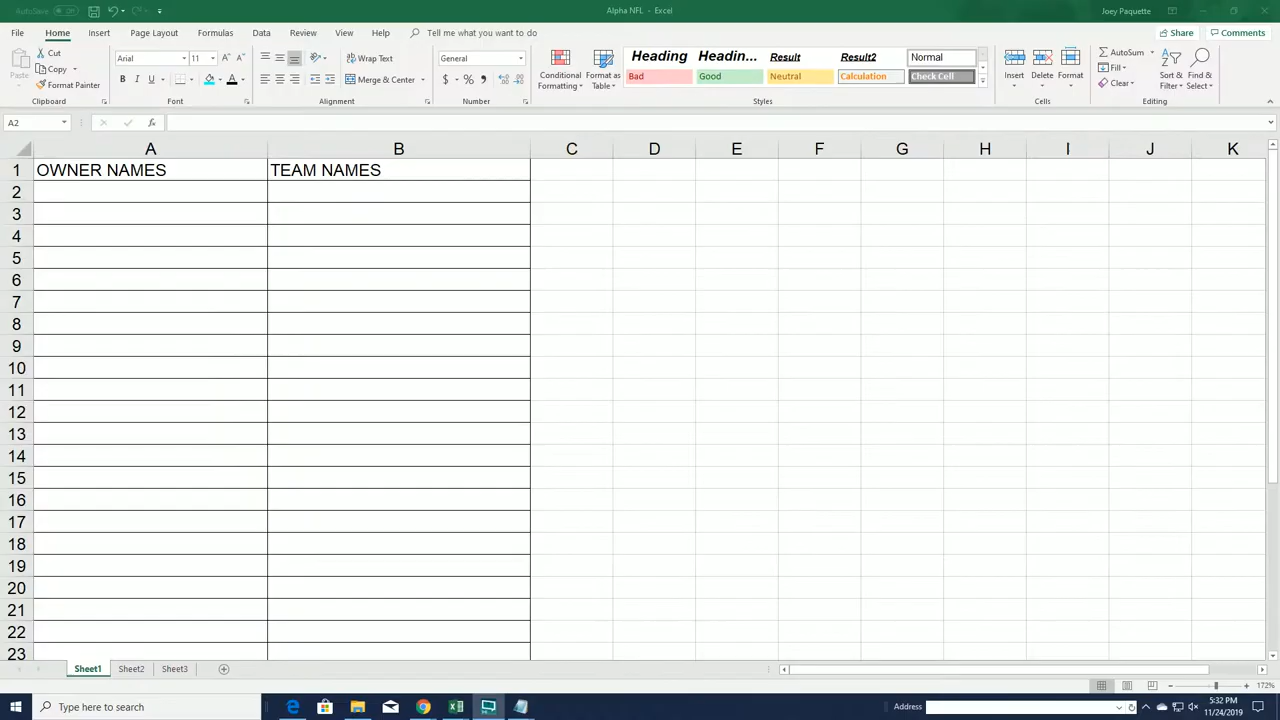 AutoSave Off Alpha NFL - Excel Joey Paquette
File Home Insert Page Layout Formulas Data Review View Help Tell me what you want to do Share Comments
Paste Cut Copy Format Painter
Clipboard
Arial 11 A A
B I U A
Font
Wrap Text
Merge & Center
Alignment
General
$ % ,
Number
Conditional Formatting
Format as Table
Heading Headin... Result Result2 Normal
Bad Good Neutral Calculation Check Cell
Styles
Insert Delete Format
Cells
AutoSum
Fill
Clear
Sort & Filter
Find & Select
Editing
A2 fx
A B C D E F G H I J K
1 OWNER NAMES TEAM NAMES
2
3
4
5
6
7
8
9
10
11
12
13
14
15
16
17
18
19
20
21
22
23
Sheet1 Sheet2 Sheet3
172%
Type here to search Address 5:32 PM
11/24/2019